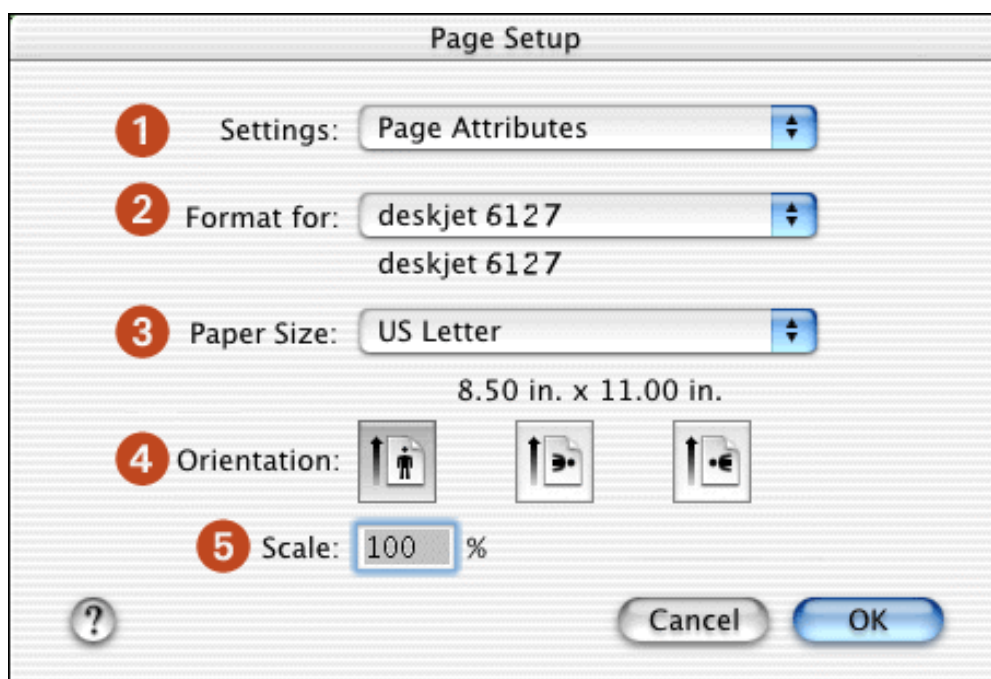 Page Setup
1 Settings: Page Attributes
2 Format for: deskjet 6127
deskjet 6127
3 Paper Size: US Letter
8.50 in. x 11.00 in.
4 Orientation:
5 Scale: 100 %
? Cancel OK